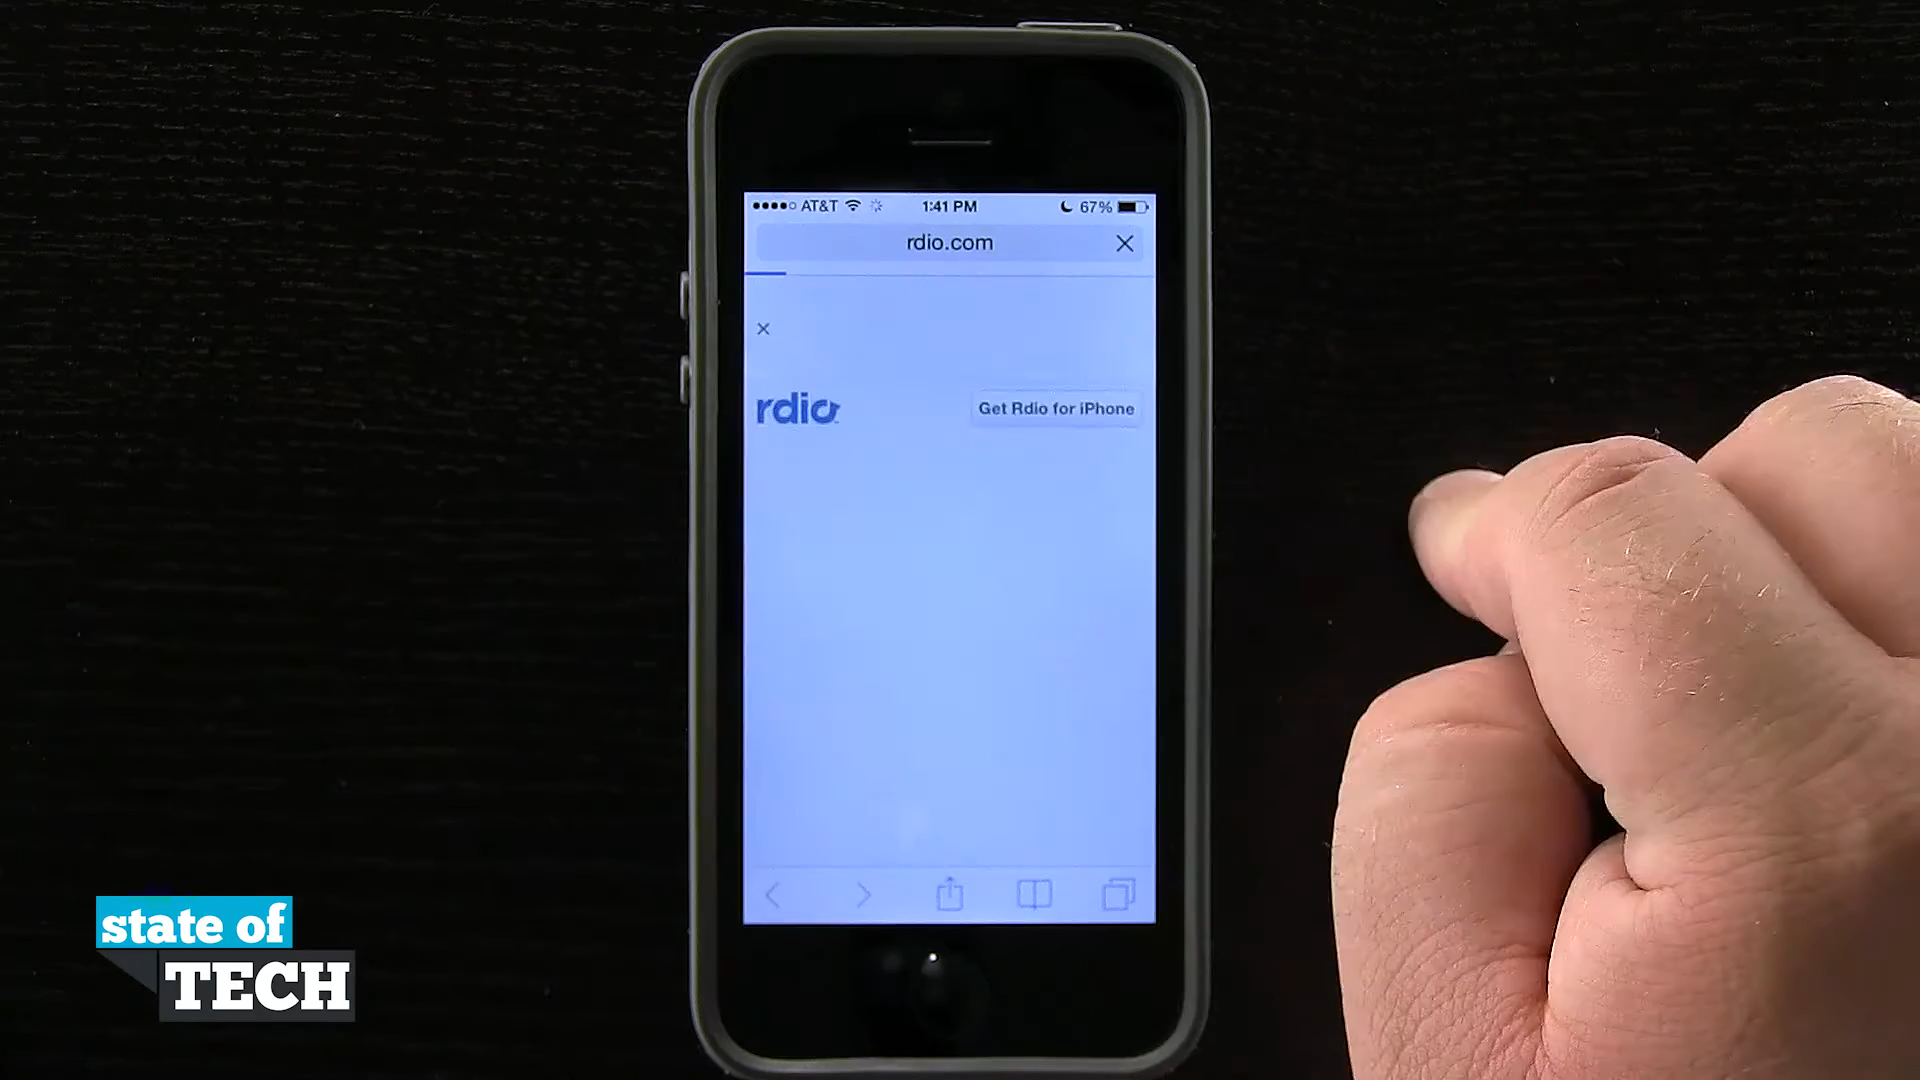 AT&T 1:41 PM 67%
rdio.com
rdio
Get Rdio for iPhone
state of
TECH